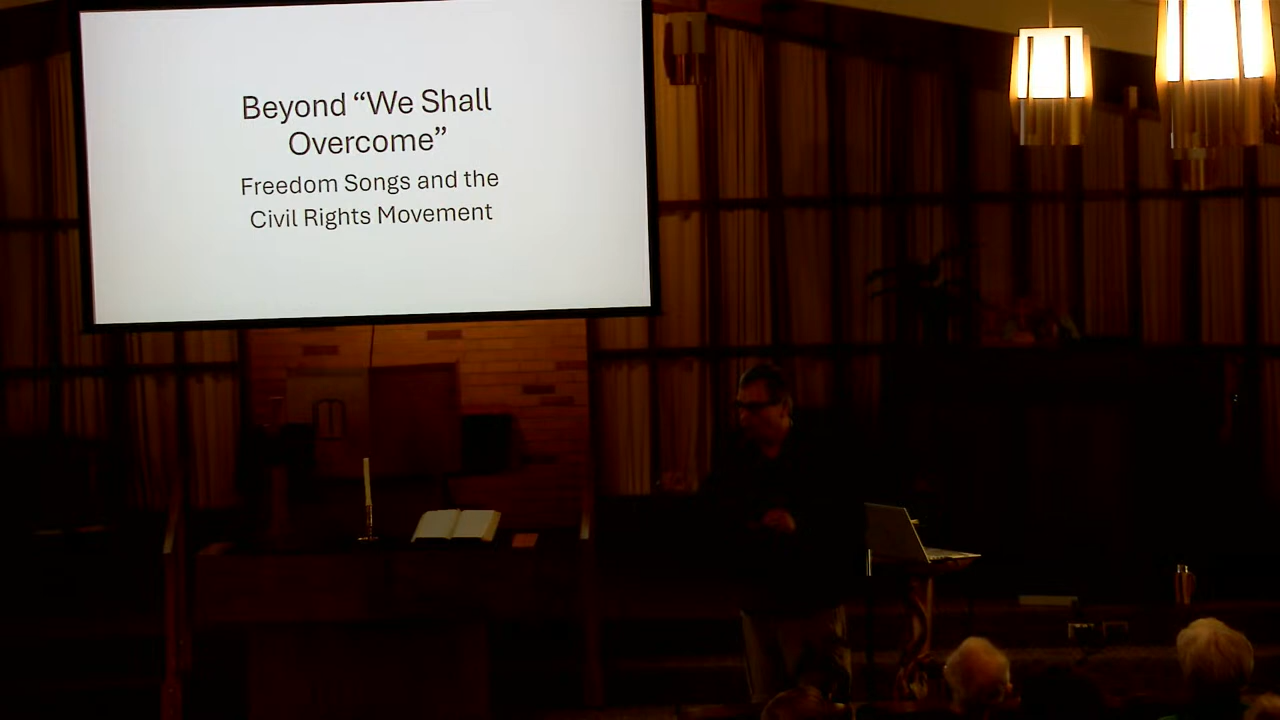 Beyond “We Shall
Overcome”
Freedom Songs and the
Civil Rights Movement